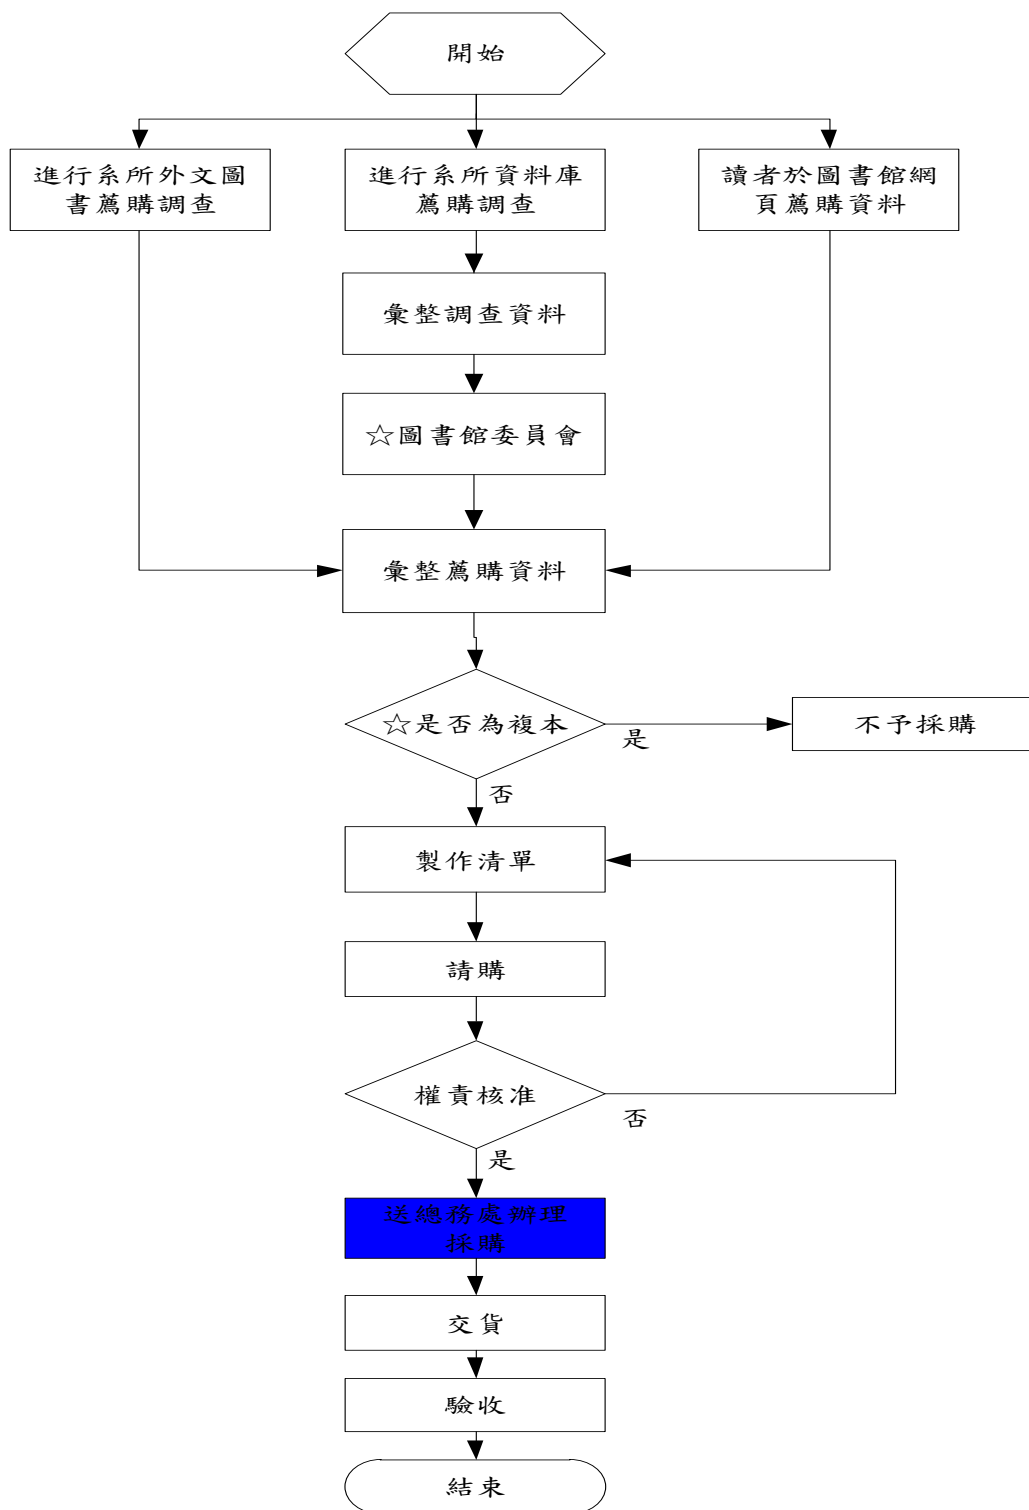 開始
進行系所外文圖
書薦購調查
進行系所資料庫
薦購調查
讀者於圖書館網
頁薦購資料
彙整調查資料
☆圖書館委員會
彙整薦購資料
☆是否為複本
是
不予採購
否
製作清單
請購
權責核准
否
是
送總務處辦理
採購
交貨
驗收
結束